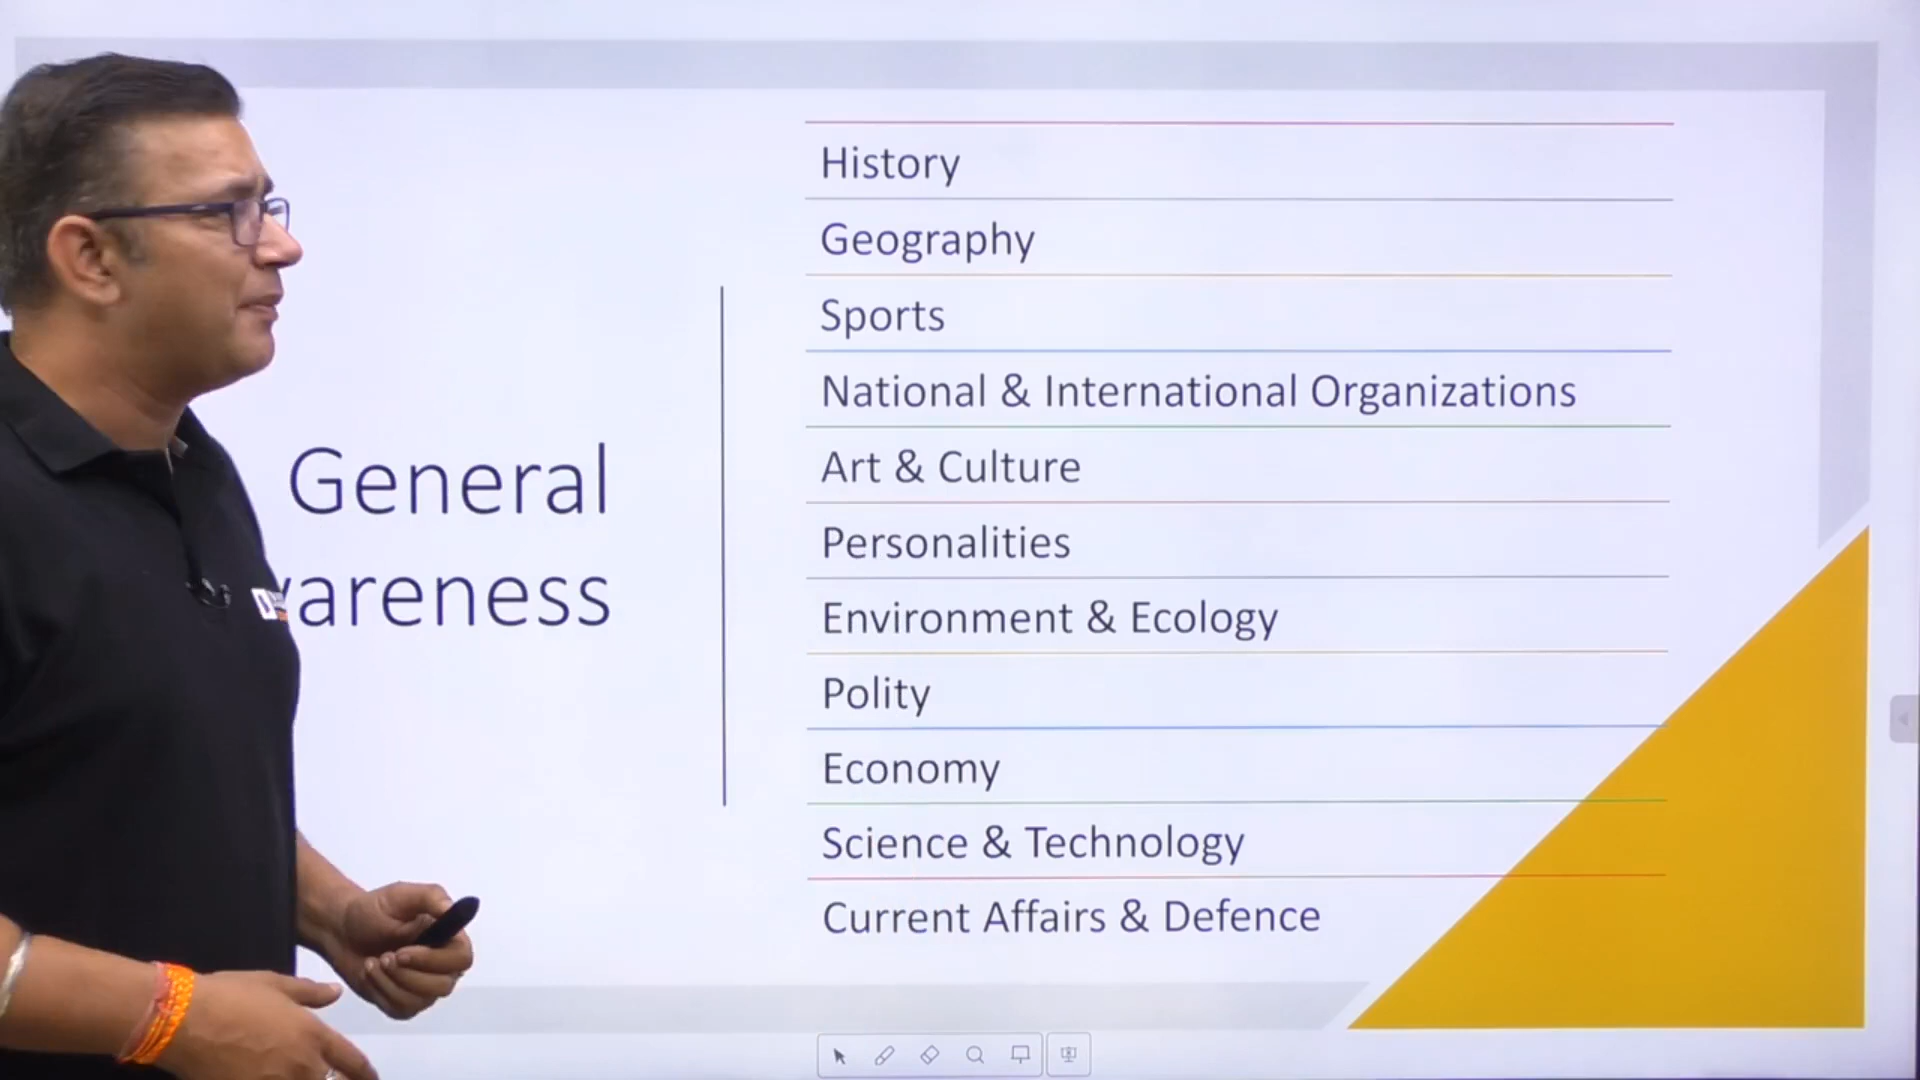 General
wareness
History
Geography
Sports
National & International Organizations
Art & Culture
Personalities
Environment & Ecology
Polity
Economy
Science & Technology
Current Affairs & Defence